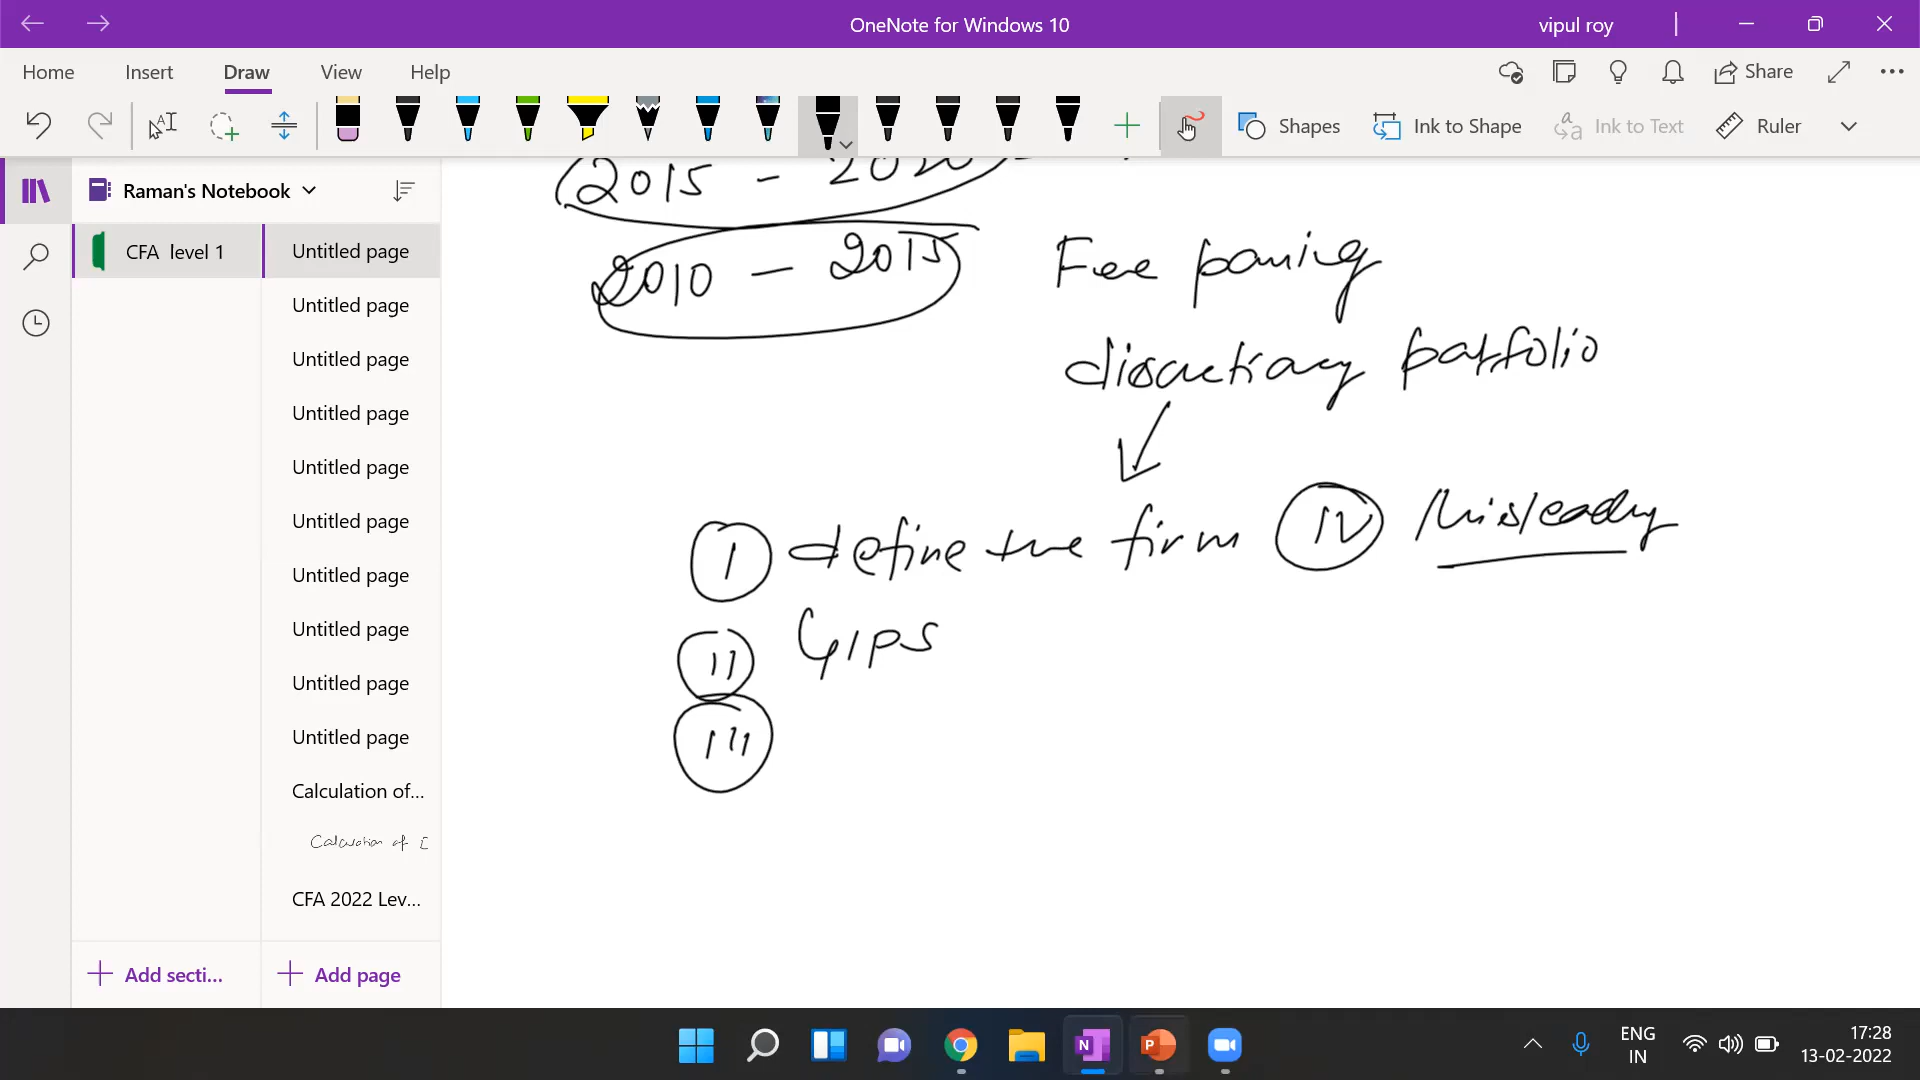 OneNote for Windows 10
vipul roy
Home Insert Draw View Help
Share
Shapes Ink to Shape Ink to Text Ruler
Raman's Notebook
CFA level 1
Untitled page
Untitled page
Untitled page
Untitled page
Untitled page
Untitled page
Untitled page
Untitled page
Untitled page
Untitled page
Calculation of...
Calculation of
CFA 2022 Lev...
Add secti...
Add page
2015 - 2020
2010 - 2015
Fee paying
discretionary portfolio
I define the firm IV Misleading
II GIPS
III
ENG
IN
17:28
13-02-2022